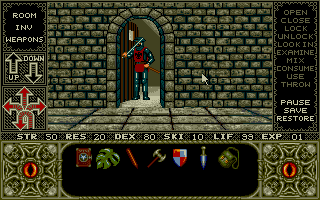 ROOM
INV
WEAPONS
UP
DOWN
OPEN
CLOSE
LOCK
UNLOCK
LOOK IN
EXAMINE
MIX
CONSUME
USE
THROW
PAUSE
SAVE
RESTORE
STR 50 RES 20 DEX 80 SKI 10 LIF 99 EXP 01